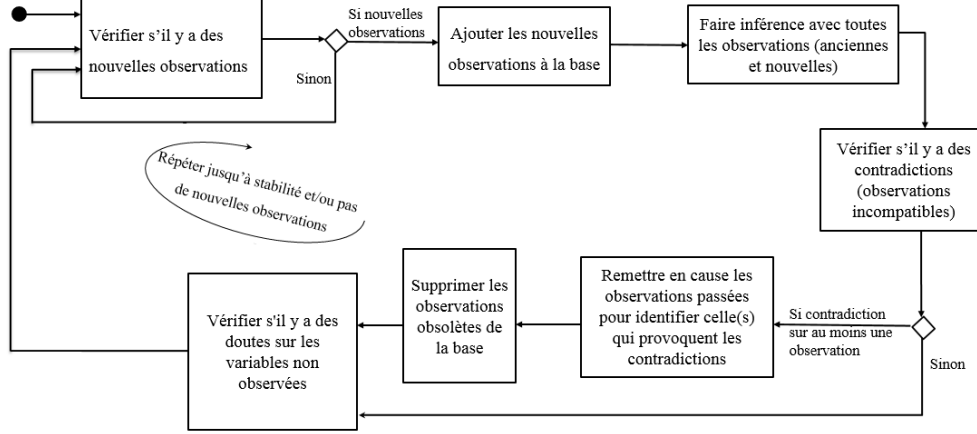 Vérifier s’il y a des
nouvelles observations
Si nouvelles
observations
Sinon
Ajouter les nouvelles
observations à la base
Faire inférence avec toutes
les observations (anciennes
et nouvelles)
Vérifier s’il y a des
contradictions
(observations
incompatibles)
Répéter jusqu’à stabilité et/ou pas
de nouvelles observations
Si contradiction
sur au moins une
observation
Sinon
Remettre en cause les
observations passées
pour identifier celle(s)
qui provoquent les
contradictions
Supprimer les
observations
obsolètes de
la base
Vérifier s'il y a des
doutes sur les
variables non
observées